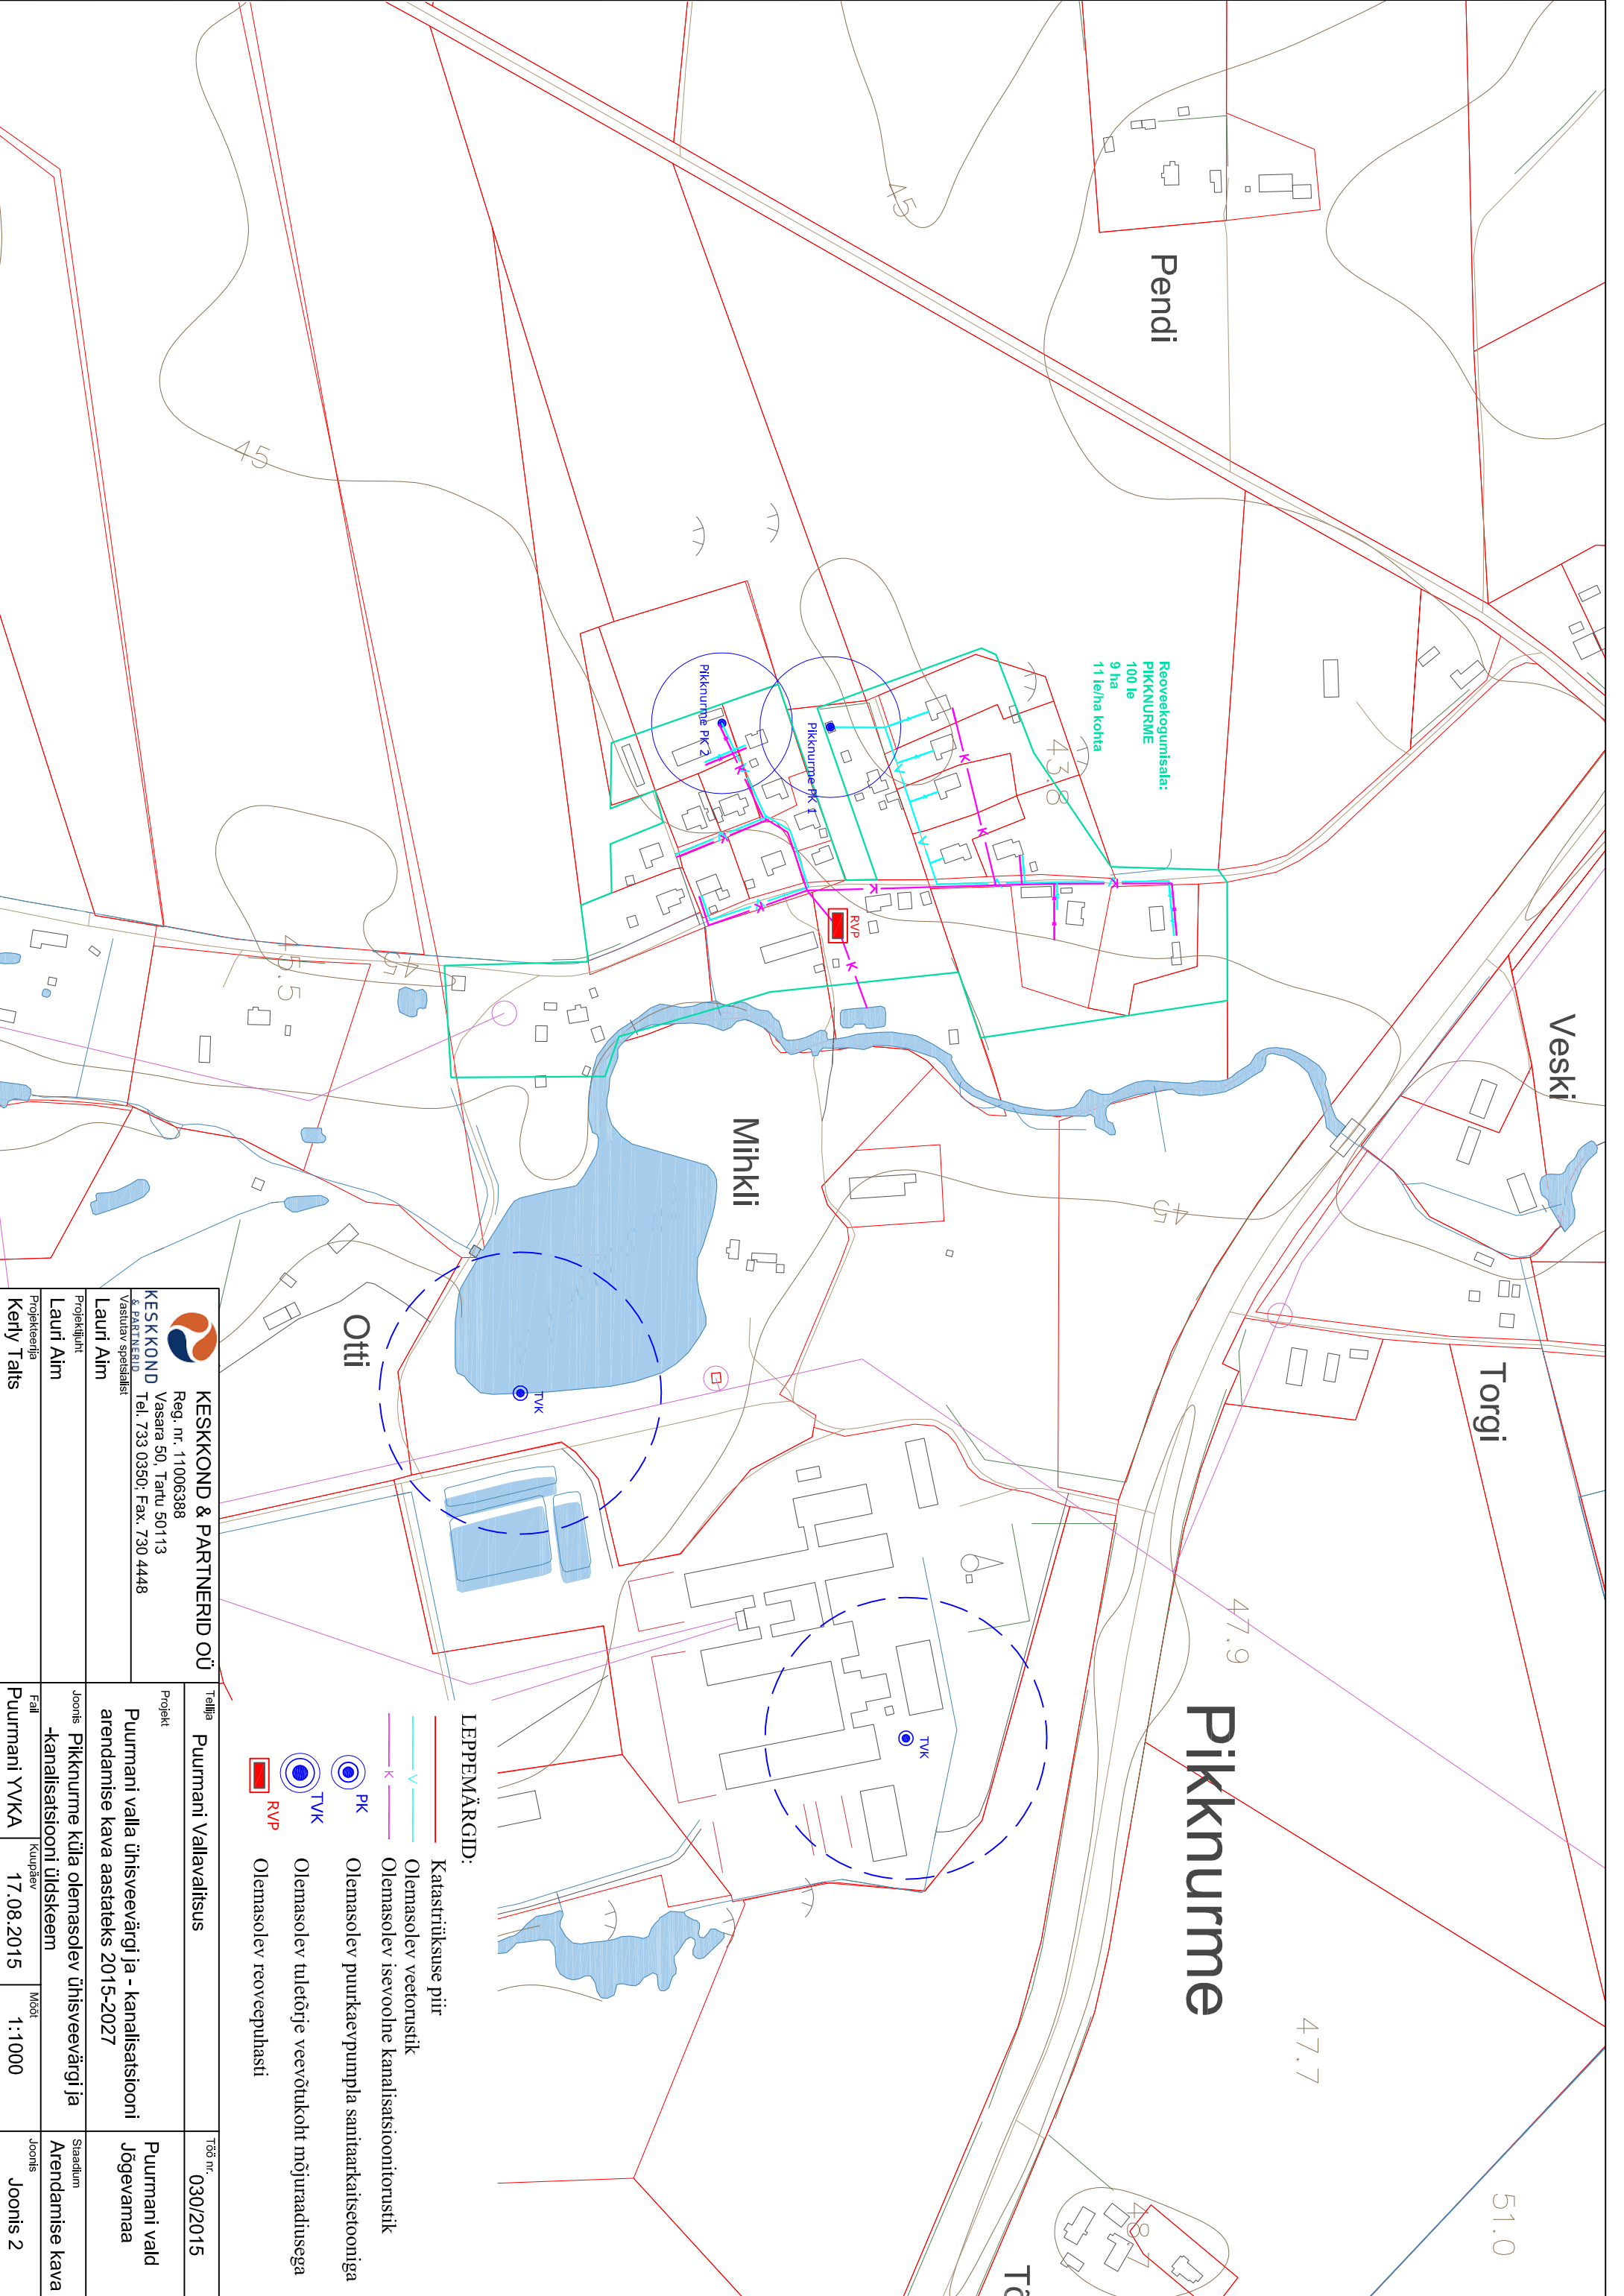 Pendi
Veski
Torgi
Pikknurme
Mihkli
Otti
45
45
43.8
45
45.5
45
47.9
47.7
51.0
48
Reoveekogumisala:
PIKKNURME
100 ie
9 ha
11 ie/ha kohta
Pikknurme PK 1
Pikknurme PK 2
RVP
TVK
TVK
K
K
K
K
K
K
K
K
V
V
LEPPEMÄRGID:
Katastriüksuse piir
V Olemasolev veetorustik
K Olemasolev isevoolne kanalisatsioonitorustik
PK Olemasolev puurkaevpumpla sanitaarkaitsetooniga
TVK Olemasolev tuletõrje veevõtukoht mõjuraadiusega
RVP Olemasolev reoveepuhasti
KESKKOND
& PARTNERID
KESKKOND & PARTNERID OÜ
Reg. nr. 11006388
Vasara 50, Tartu 50113
Tel. 733 0350; Fax. 730 4448
Vastutav spetsialist
Lauri Aim
Projektijuht
Lauri Aim
Projekteerija
Kerly Talts
Tellija
Puurmani Vallavalitsus
Töö nr.
030/2015
Projekt
Puurmani valla ühisveevärgi ja - kanalisatsiooni
arendamise kava aastateks 2015-2027
Puurmani vald
Jõgevamaa
Joonis
Pikknurme küla olemasolev ühisveevärgi ja
-kanalisatsiooni üldskeem
Staadium
Arendamise kava
Fail
Puurmani YVKA
Kuupäev
17.08.2015
Mõõt
1:1000
Joonis
Joonis 2